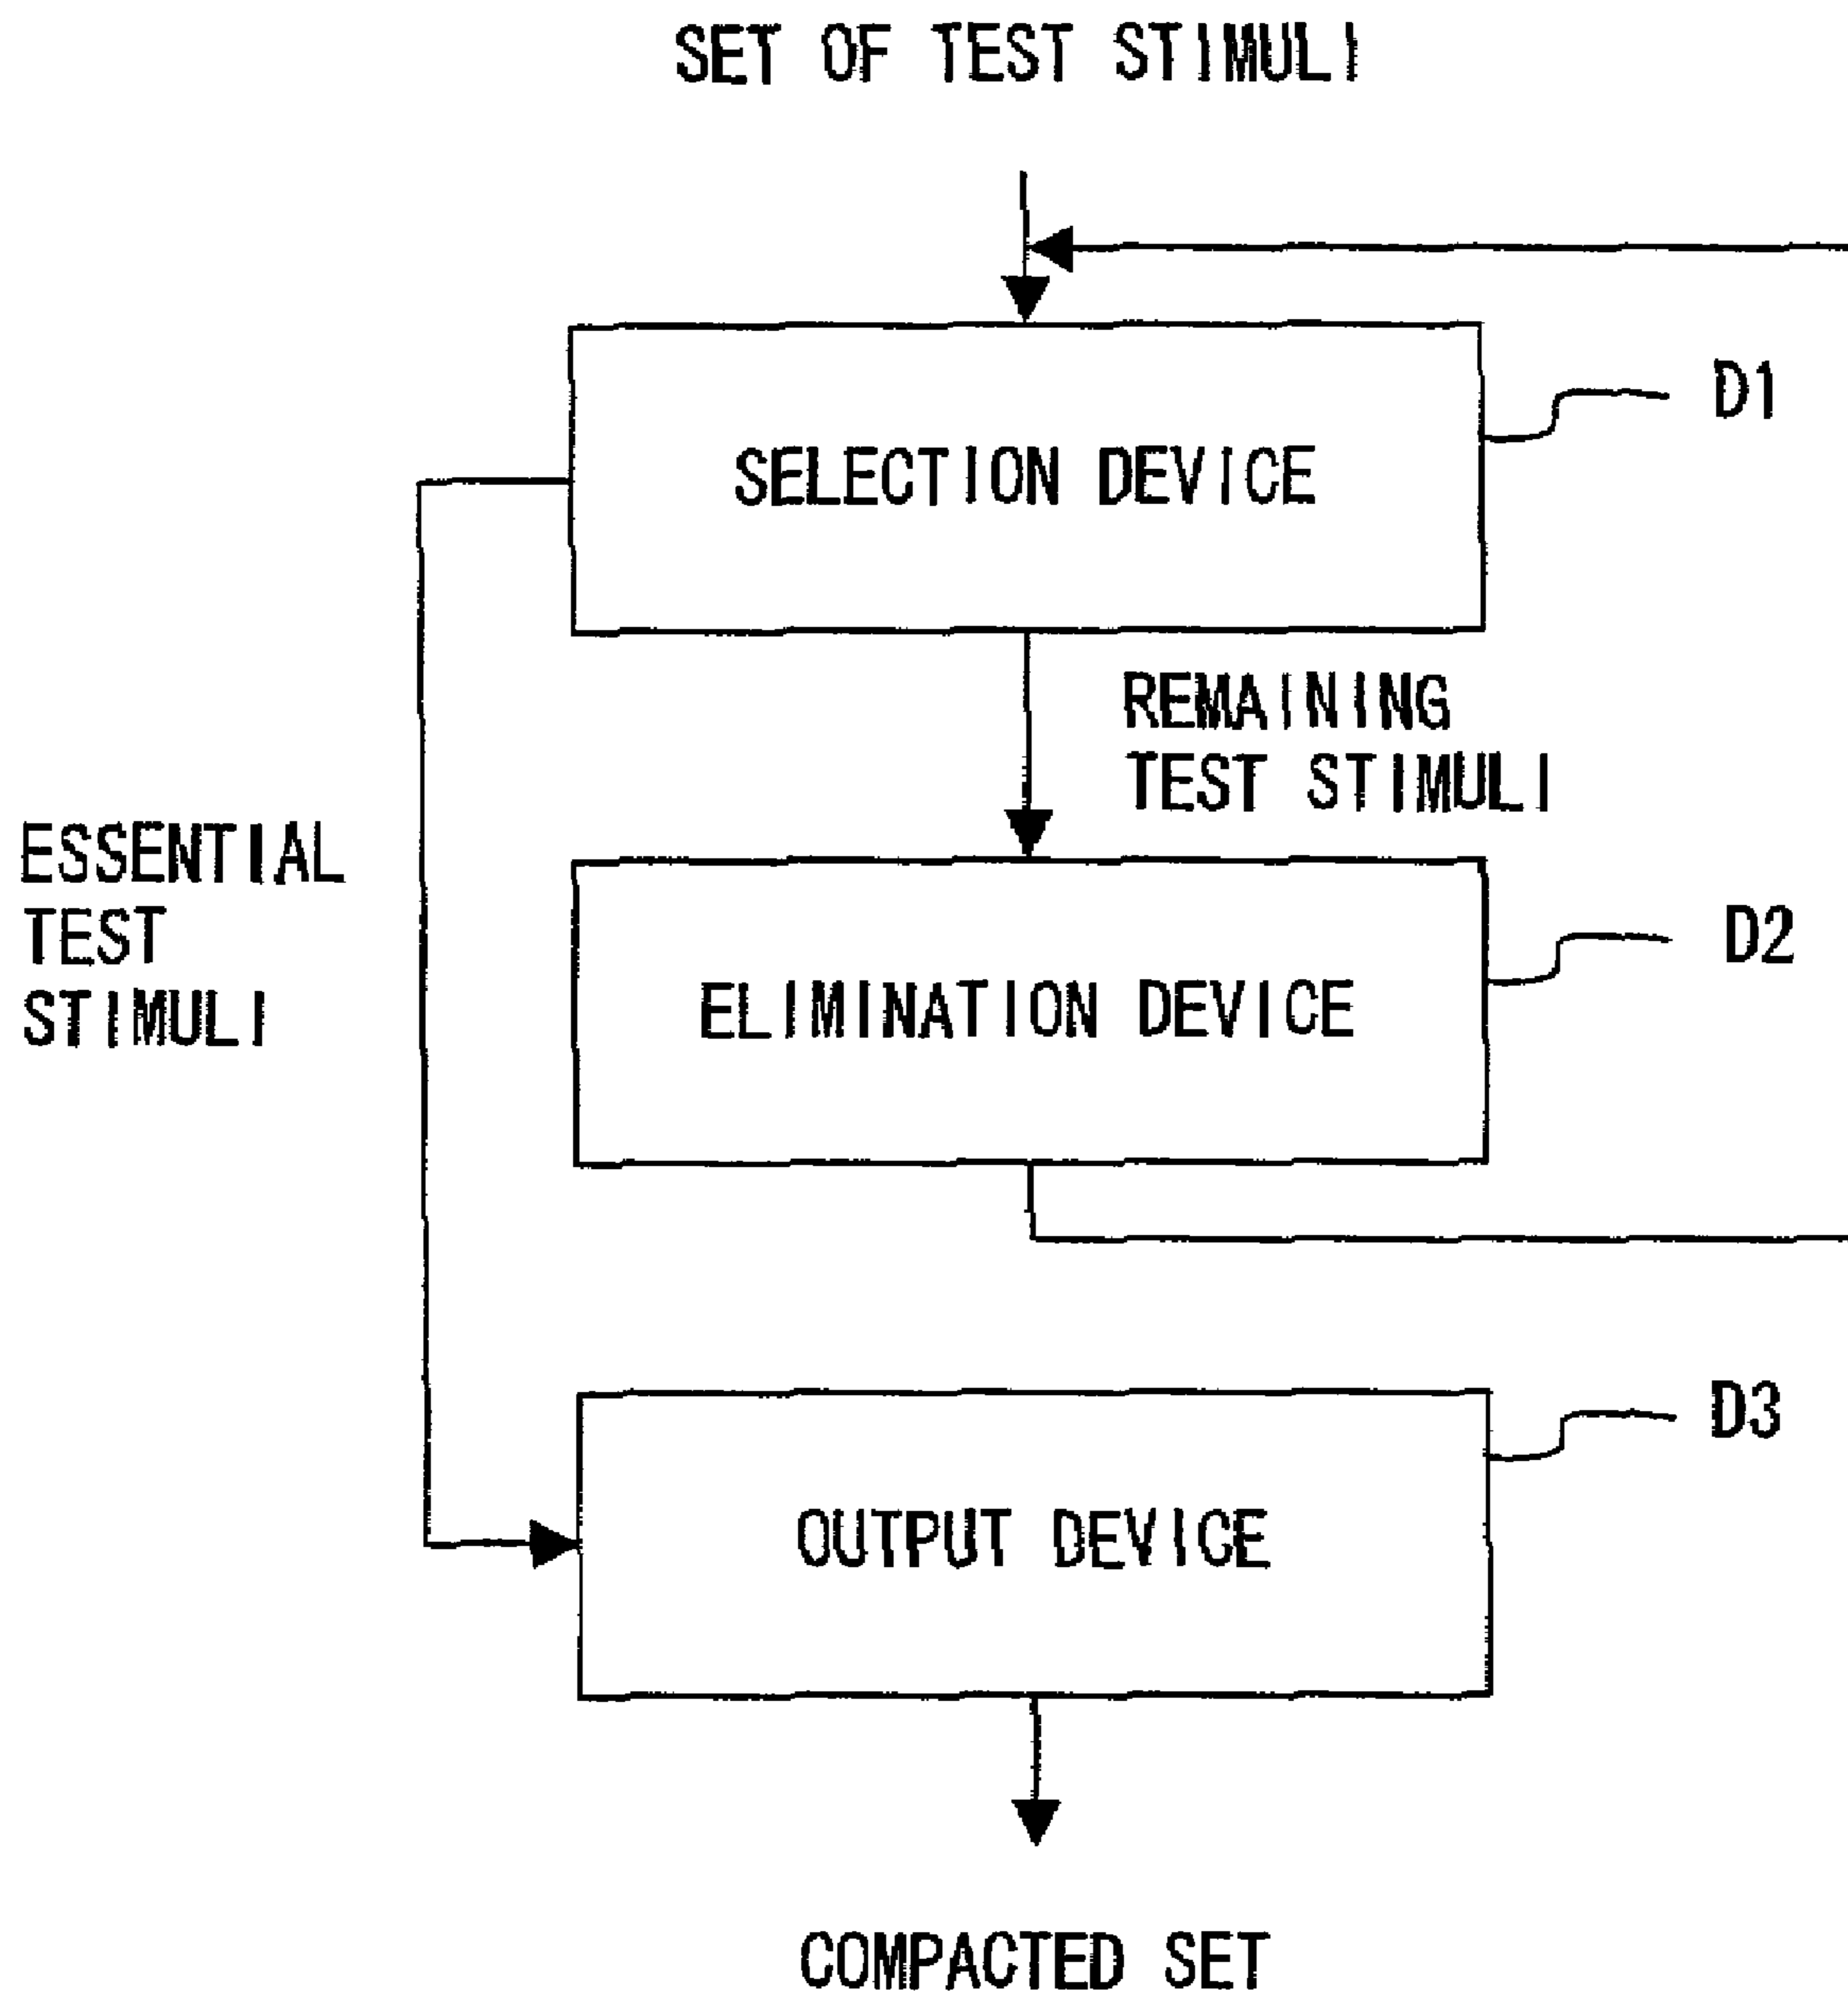 SET OF TEST STIMULI
D1
SELECTION DEVICE
REMAINING
TEST STIMULI
ESSENTIAL
TEST
STIMULI
D2
ELIMINATION DEVICE
D3
OUTPUT DEVICE
COMPACTED SET